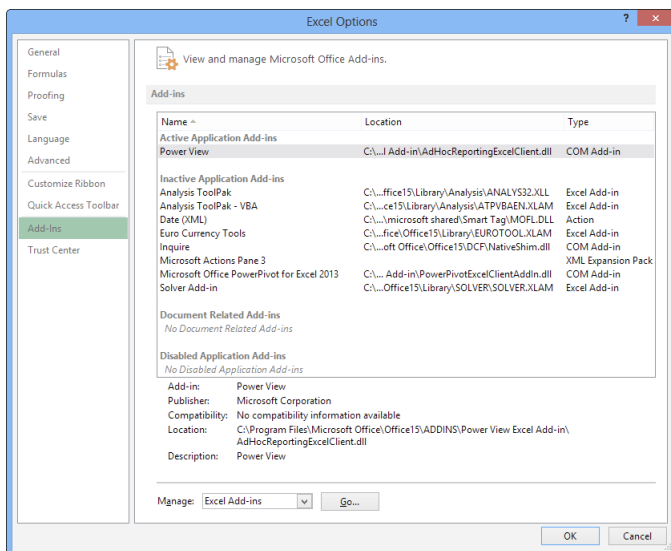 Excel Options
? ×
General
Formulas
Proofing
Save
Language
Advanced
Customize Ribbon
Quick Access Toolbar
Add-Ins
Trust Center
View and manage Microsoft Office Add-ins.
Add-ins
Name Location Type
Active Application Add-ins
Power View C:\...l Add-in\AdHocReportingExcelClient.dll COM Add-in
Inactive Application Add-ins
Analysis ToolPak C:\...ffice15\Library\Analysis\ANALYS32.XLL Excel Add-in
Analysis ToolPak - VBA C:\...ce15\Library\Analysis\ATPVBAEN.XLAM Excel Add-in
Date (XML) C:\...\microsoft shared\Smart Tag\MOFL.DLL Action
Euro Currency Tools C:\...fice\Office15\Library\EUROTOOL.XLAM Excel Add-in
Inquire C:\...oft Office\Office15\DCF\NativeShim.dll COM Add-in
Microsoft Actions Pane 3 XML Expansion Pack
Microsoft Office PowerPivot for Excel 2013 C:\... Add-in\PowerPivotExcelClientAddIn.dll COM Add-in
Solver Add-in C:\...Office15\Library\SOLVER\SOLVER.XLAM Excel Add-in
Document Related Add-ins
No Document Related Add-ins
Disabled Application Add-ins
No Disabled Application Add-ins
Add-in: Power View
Publisher: Microsoft Corporation
Compatibility: No compatibility information available
Location: C:\Program Files\Microsoft Office\Office15\ADDINS\Power View Excel Add-in\
AdHocReportingExcelClient.dll
Description: Power View
Manage: Excel Add-ins Go...
OK Cancel